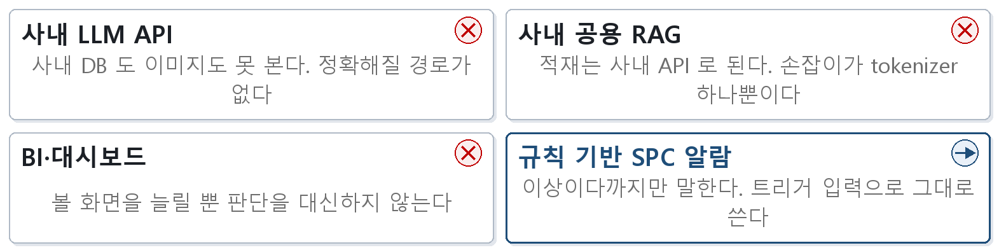 사내 LLM API
사내 DB 도 이미지도 못 본다. 정확해질 경로가
없다
사내 공용 RAG
적재는 사내 API 로 된다. 손잡이가 tokenizer
하나뿐이다
BI·대시보드
볼 화면을 늘릴 뿐 판단을 대신하지 않는다
규칙 기반 SPC 알람
이상이다까지만 말한다. 트리거 입력으로 그대로
쓴다